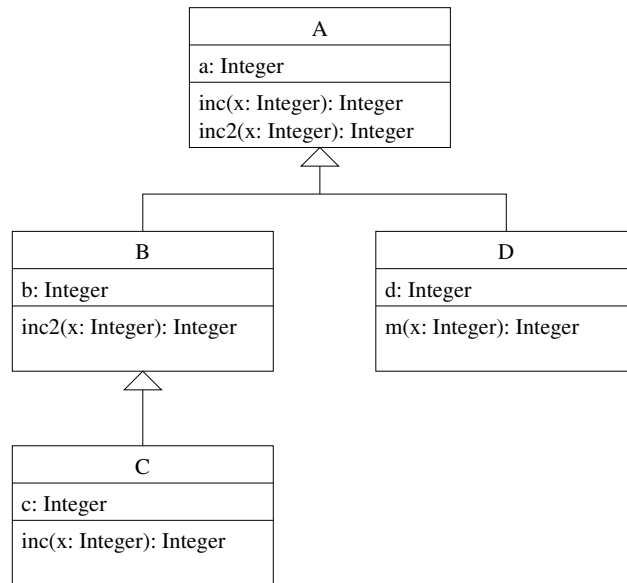 A
a: Integer
inc(x: Integer): Integer
inc2(x: Integer): Integer
B
b: Integer
inc2(x: Integer): Integer
D
d: Integer
m(x: Integer): Integer
C
c: Integer
inc(x: Integer): Integer